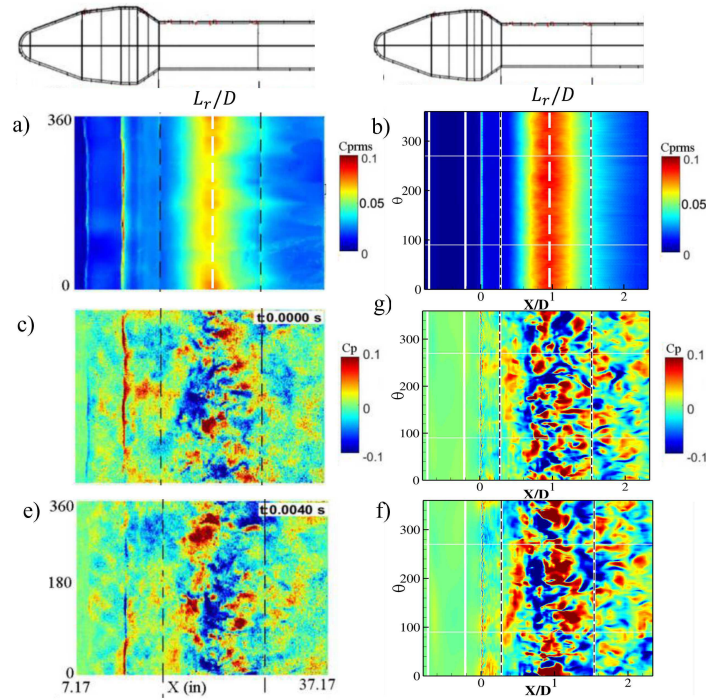 L_r/D L_r/D
a) 360 0 Cprms 0.1 0.05 0
b) θ 300 200 100 0 0 1 2 X/D Cprms 0.1 0.05 0
c) t:0.0000 s Cp 0.1 0 -0.1
g) θ 300 200 100 0 0 1 2 X/D Cp 0.1 0 -0.1
e) 360 180 0 t:0.0040 s 7.17 X (in) 37.17
f) θ 300 200 100 0 0 1 2 X/D